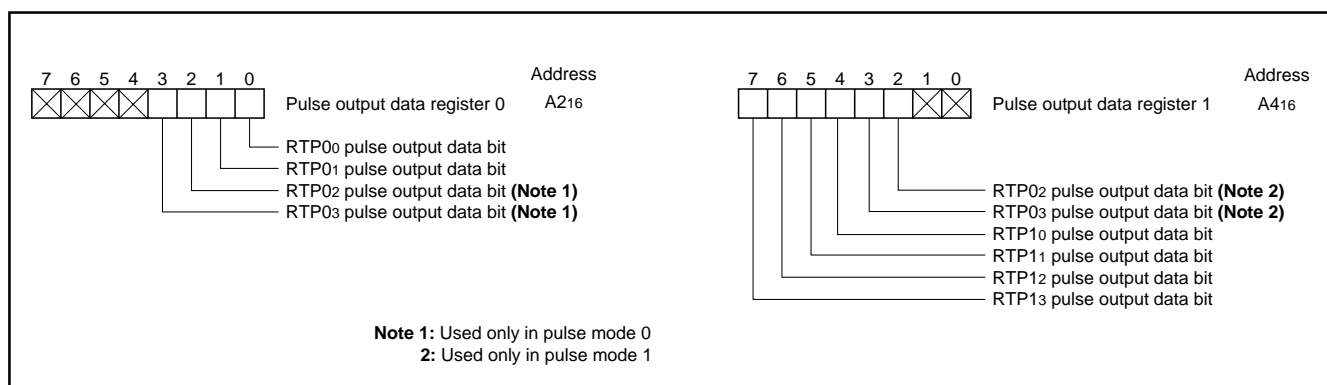 7 6 5 4 3 2 1 0
Address
Pulse output data register 0
A2₁₆
RTP0₀ pulse output data bit
RTP0₁ pulse output data bit
RTP0₂ pulse output data bit (Note 1)
RTP0₃ pulse output data bit (Note 1)
7 6 5 4 3 2 1 0
Address
Pulse output data register 1
A4₁₆
RTP0₂ pulse output data bit (Note 2)
RTP0₃ pulse output data bit (Note 2)
RTP1₀ pulse output data bit
RTP1₁ pulse output data bit
RTP1₂ pulse output data bit
RTP1₃ pulse output data bit
Note 1: Used only in pulse mode 0
2: Used only in pulse mode 1